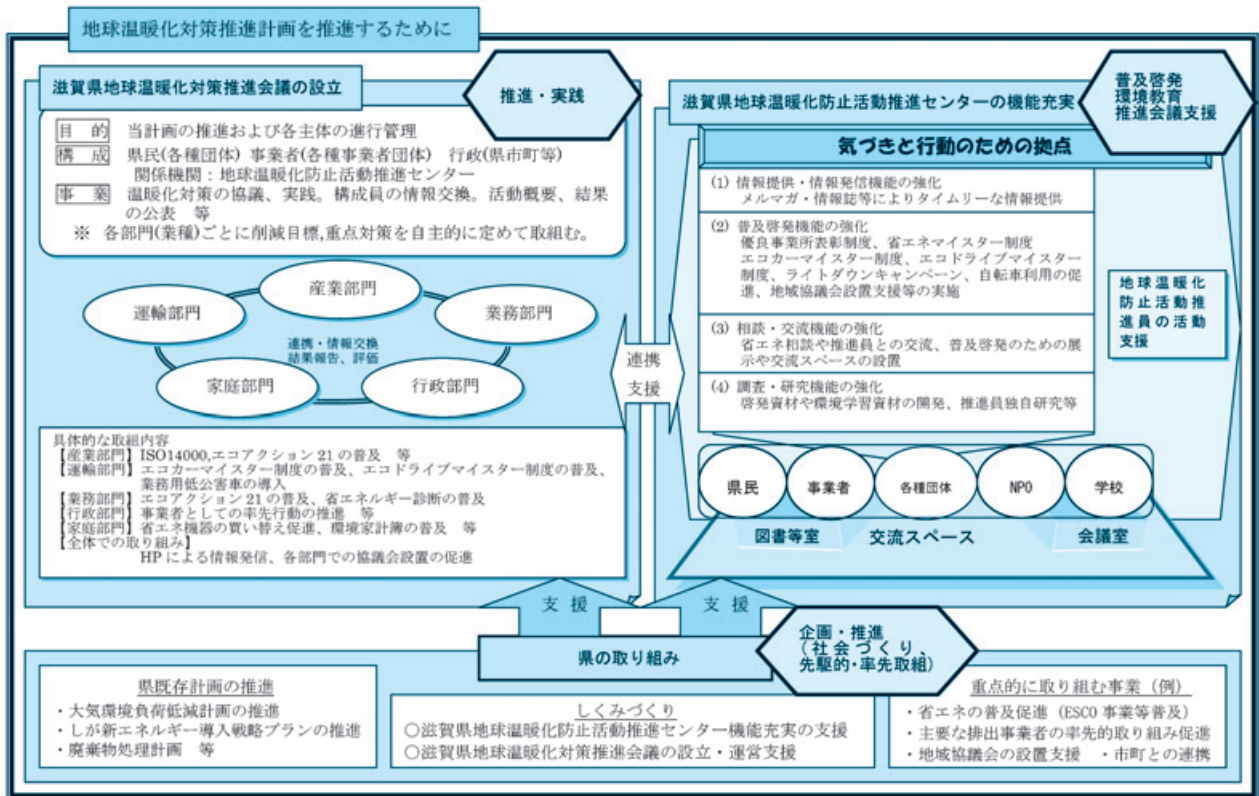 地球温暖化対策推進計画を推進するために
滋賀県地球温暖化対策推進会議の設立
推進・実践
目 的 当計画の推進および各主体の進行管理
構 成 県民(各種団体) 事業者(各種事業者団体) 行政(県市町等)
関係機関：地球温暖化防止活動推進センター
事 業 温暖化対策の協議、実践。構成員の情報交換。活動概要、結果
の公表 等
※ 各部門(業種)ごとに削減目標,重点対策を自主的に定めて取組む。
産業部門
運輸部門
業務部門
連携・情報交換
結果報告、評価
家庭部門
行政部門
具体的な取組内容
【産業部門】ISO14000,エコアクション 21 の普及 等
【運輸部門】エコカーマイスター制度の普及、エコドライブマイスター制度の普及、
業務用低公害車の導入
【業務部門】エコアクション 21 の普及、省エネルギー診断の普及
【行政部門】事業者としての率先行動の推進 等
【家庭部門】省エネ機器の買い替え促進、環境家計簿の普及 等
【全体での取り組み】
HP による情報発信、各部門での協議会設置の促進
連携
支援
滋賀県地球温暖化防止活動推進センターの機能充実
普及啓発
環境教育
推進会議支援
気づきと行動のための拠点
(1) 情報提供・情報発信機能の強化
メルマガ・情報誌等によりタイムリーな情報提供
(2) 普及啓発機能の強化
優良事業所表彰制度、省エネマイスター制度
エコカーマイスター制度、エコドライブマイスター
制度、ライトダウンキャンペーン、自転車利用の促
進、地域協議会設置支援等の実施
(3) 相談・交流機能の強化
省エネ相談や推進員との交流、普及啓発のための展
示や交流スペースの設置
(4) 調査・研究機能の強化
啓発資材や環境学習資材の開発、推進員独自研究等
地球温暖化
防止活動推
進員の活動
支援
県民
事業者
各種団体
NPO
学校
図書等室
交流スペース
会議室
支 援
支 援
県の取り組み
企画・推進
(社会づくり、
先駆的・率先取組)
県既存計画の推進
・大気環境負荷低減計画の推進
・しが新エネルギー導入戦略プランの推進
・廃棄物処理計画 等
しくみづくり
○滋賀県地球温暖化防止活動推進センター機能充実の支援
○滋賀県地球温暖化対策推進会議の設立・運営支援
重点的に取り組む事業（例）
・省エネの普及促進（ESCO 事業等普及）
・主要な排出事業者の率先的取り組み促進
・地域協議会の設置支援 ・市町との連携